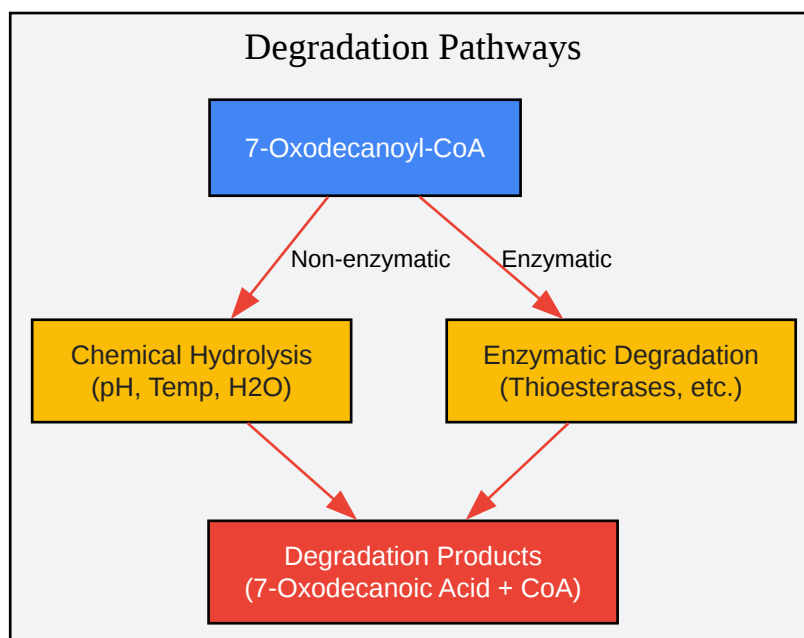 Degradation Pathways
7-Oxodecanoyl-CoA
Non-enzymatic
Enzymatic
Chemical Hydrolysis
(pH, Temp, H2O)
Enzymatic Degradation
(Thioesterases, etc.)
Degradation Products
(7-Oxodecanoic Acid + CoA)